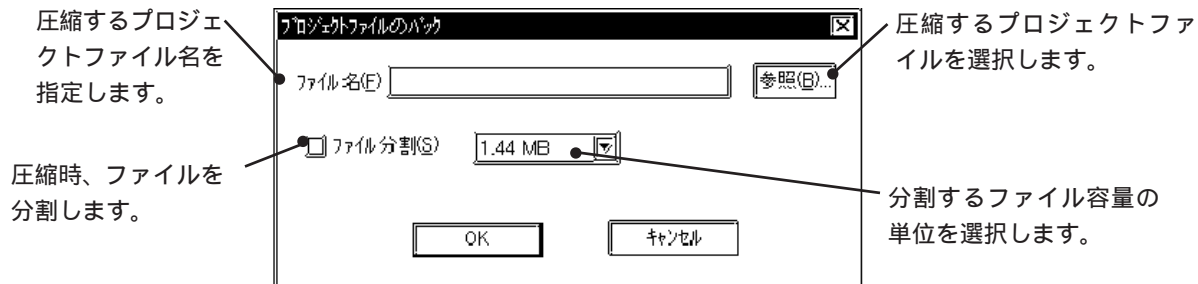 圧縮するプロジェ
クトファイル名を
指定します。
ﾌﾟﾛｼﾞｪｸﾄﾌｧｲﾙのﾊﾟｯｸ
圧縮するプロジェクトファ
イルを選択します。
ﾌｧｲﾙ名(F)
参照(B)...
ﾌｧｲﾙ分割(S)
1.44 MB
圧縮時、ファイルを
分割します。
分割するファイル容量の
単位を選択します。
OK
ｷｬﾝｾﾙ